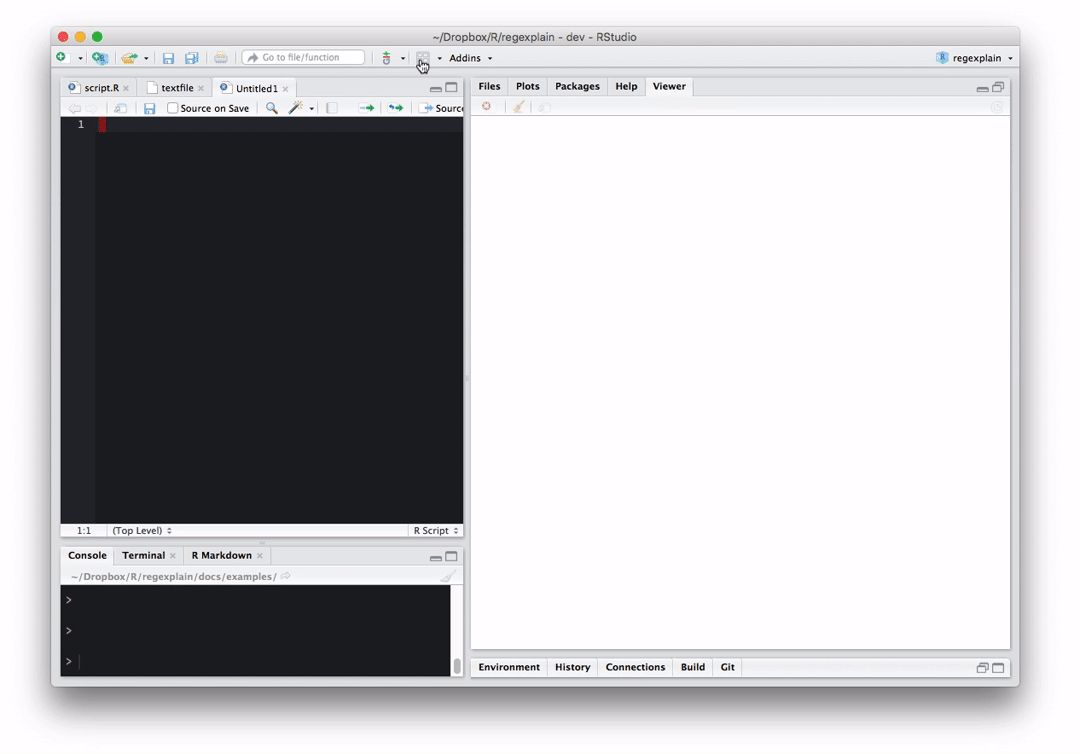 ~/Dropbox/R/regexplain - dev - RStudio
Go to file/function
Addins
regexplain
script.R
textfile
Untitled1
Source on Save
Sourc
1
1:1
(Top Level)
R Script
Console
Terminal
R Markdown
~/Dropbox/R/regexplain/docs/examples/
>
>
>
Files
Plots
Packages
Help
Viewer
Environment
History
Connections
Build
Git